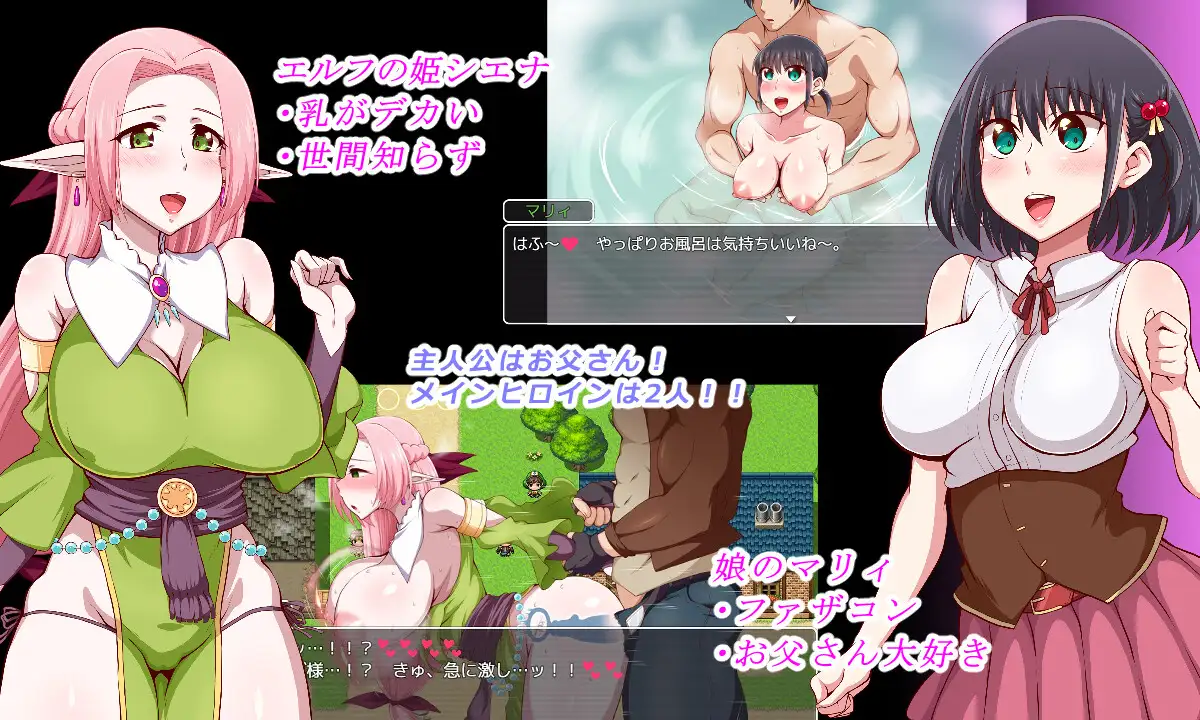 エルフの姫シエナ
・乳がデカい
・世間知らず
マリィ
はふ～♥　やっぱりお風呂は気持ちいいね～。
主人公はお父さん！
メインヒロインは2人！！
娘のマリィ
・ファザコン
・お父さん大好き
…！！？♥♥♥♥
様…！？　きゅ、急に激し…ッ！！♥♥